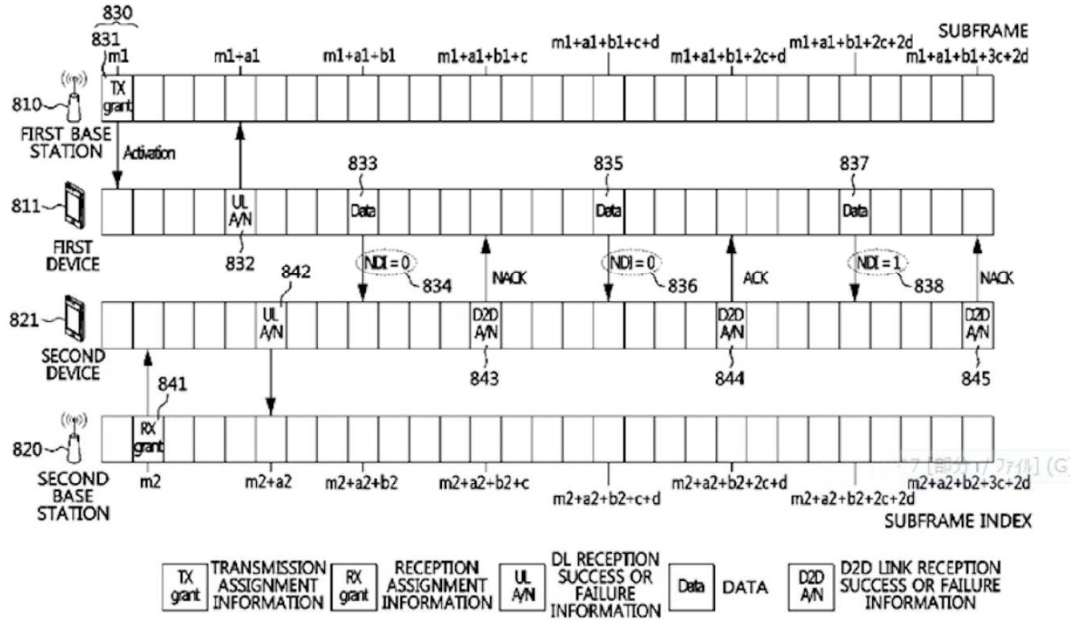 830
831
SUBFRAME
m1
m1+a1
m1+a1+b1
m1+a1+b1+c
m1+a1+b1+c+d
m1+a1+b1+2c+d
m1+a1+b1+2c+2d
m1+a1+b1+3c+2d
810
TX
grant
FIRST BASE
STATION
Activation
833
835
837
811
UL
A/N
Data
Data
Data
FIRST
DEVICE
832
842
NDI = 0
834
NACK
NDI = 0
836
ACK
NDI = 1
838
NACK
821
UL
A/N
D2D
A/N
D2D
A/N
D2D
A/N
SECOND
DEVICE
841
843
844
845
820
RX
grant
SECOND
BASE
STATION
m2
m2+a2
m2+a2+b2
m2+a2+b2+c
m2+a2+b2+c+d
m2+a2+b2+2c+d
m2+a2+b2+2c+2d
m2+a2+b2+3c+2d
SUBFRAME INDEX
TX
grant
TRANSMISSION
ASSIGNMENT
INFORMATION
RX
grant
RECEPTION
ASSIGNMENT
INFORMATION
UL
A/N
DL RECEPTION
SUCCESS OR
FAILURE
INFORMATION
Data
DATA
D2D
A/N
D2D LINK RECEPTION
SUCCESS OR FAILURE
INFORMATION